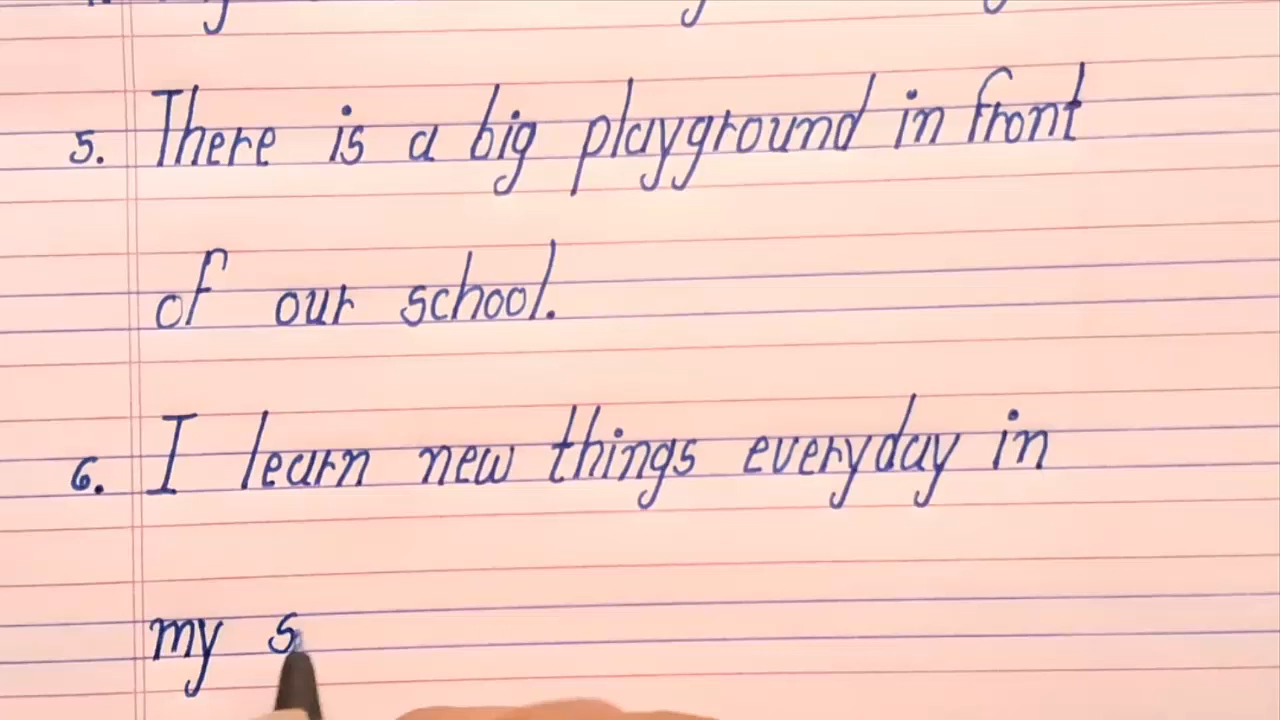 5. There is a big playground in front
of our school.
6. I learn new things everyday in
my s